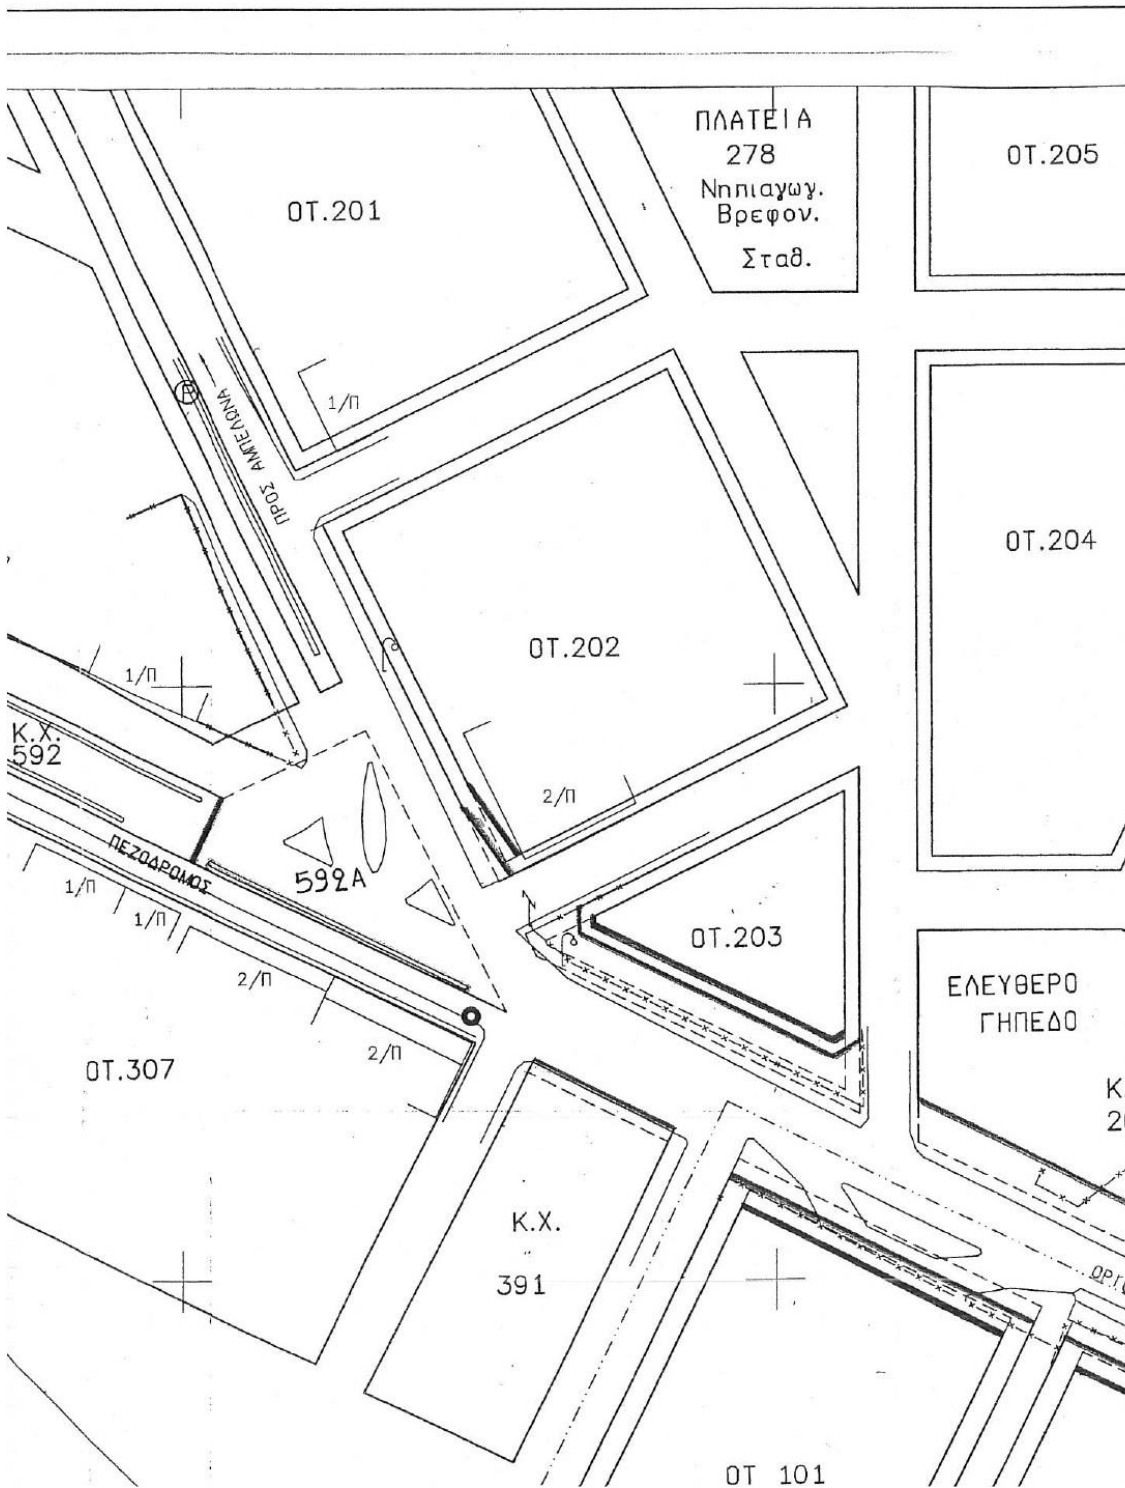 ΠΛΑΤΕΙΑ
278
Νηπιαγωγ.
Βρεφον.
Σταθ.
ΟΤ.205
ΟΤ.201
1/Π
ΠΡΟΣ ΑΜΠΕΛΩΝΑ
P
ΟΤ.204
ΟΤ.202
1/Π
Κ.Χ.
592
2/Π
ΠΕΖΟΔΡΟΜΟΣ
592Α
1/Π
1/Π
2/Π
2/Π
ΟΤ.203
ΕΛΕΥΘΕΡΟ
ΓΗΠΕΔΟ
ΟΤ.307
Κ.Χ.
391
ΟΤ 101